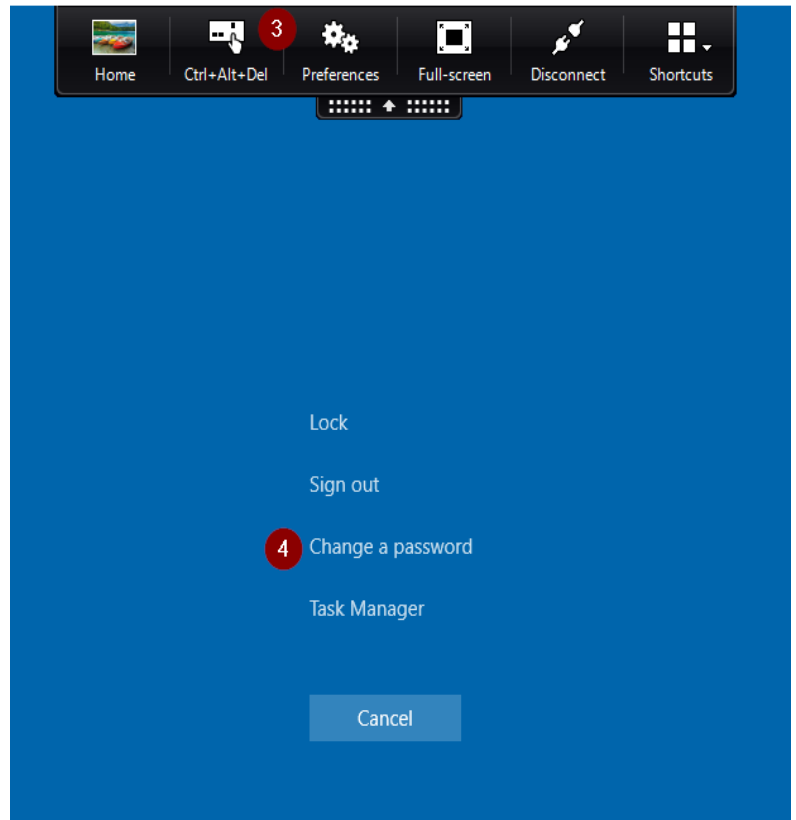 3
Home Ctrl+Alt+Del Preferences Full-screen Disconnect Shortcuts
Lock
Sign out
4 Change a password
Task Manager
Cancel